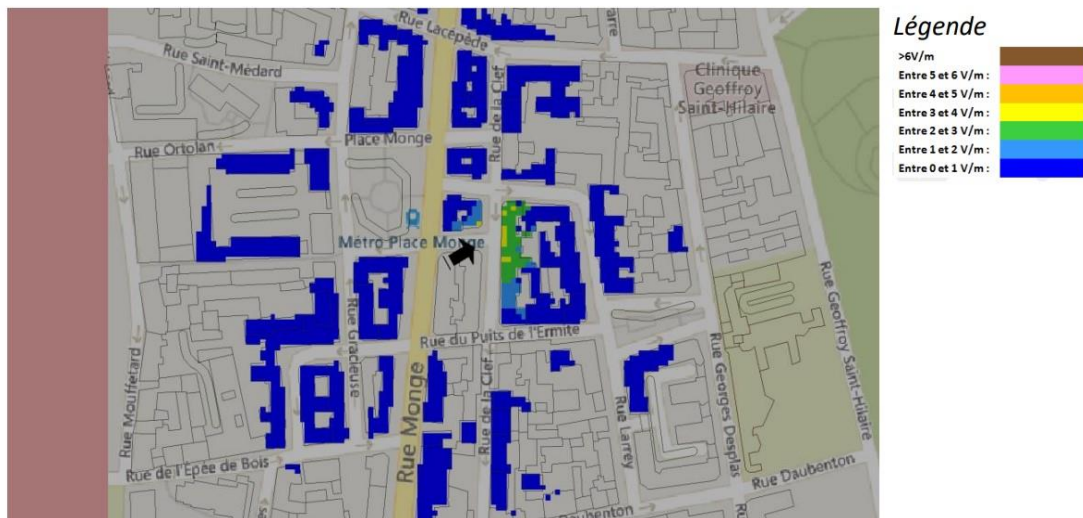 Légende
>6V/m
Entre 5 et 6 V/m :
Entre 4 et 5 V/m :
Entre 3 et 4 V/m :
Entre 2 et 3 V/m :
Entre 1 et 2 V/m :
Entre 0 et 1 V/m :
Rue Lacépède
Rue Saint-Médard
Rue de la Clef
Clinique
Geoffroy
Saint-Hilaire
Place Monge
Rue Ortolan
Métro Place Monge
Rue Gracieuse
Rue du Puits de l'Ermite
Rue Mouffetard
Rue Monge
Rue de la Clef
Rue Larrey
Rue Georges Desplas
Rue Geoffroy Saint-Hilaire
Rue de l'Épée de Bois
Rue Daubenton
Daubenton